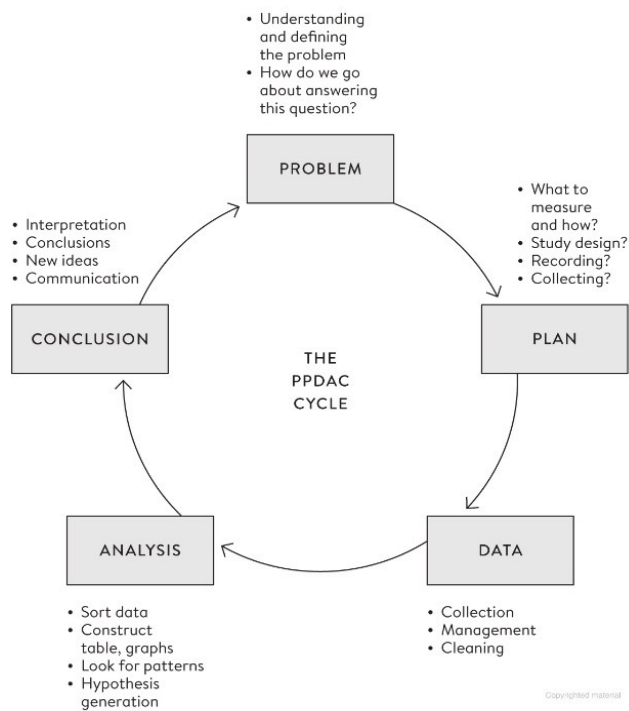 • Understanding
and defining
the problem
• How do we go
about answering
this question?
PROBLEM
• What to
measure
and how?
• Study design?
• Recording?
• Collecting?
PLAN
• Interpretation
• Conclusions
• New ideas
• Communication
CONCLUSION
THE
PPDAC
CYCLE
ANALYSIS
DATA
• Sort data
• Construct
table, graphs
• Look for patterns
• Hypothesis
generation
• Collection
• Management
• Cleaning
Copyrighted material